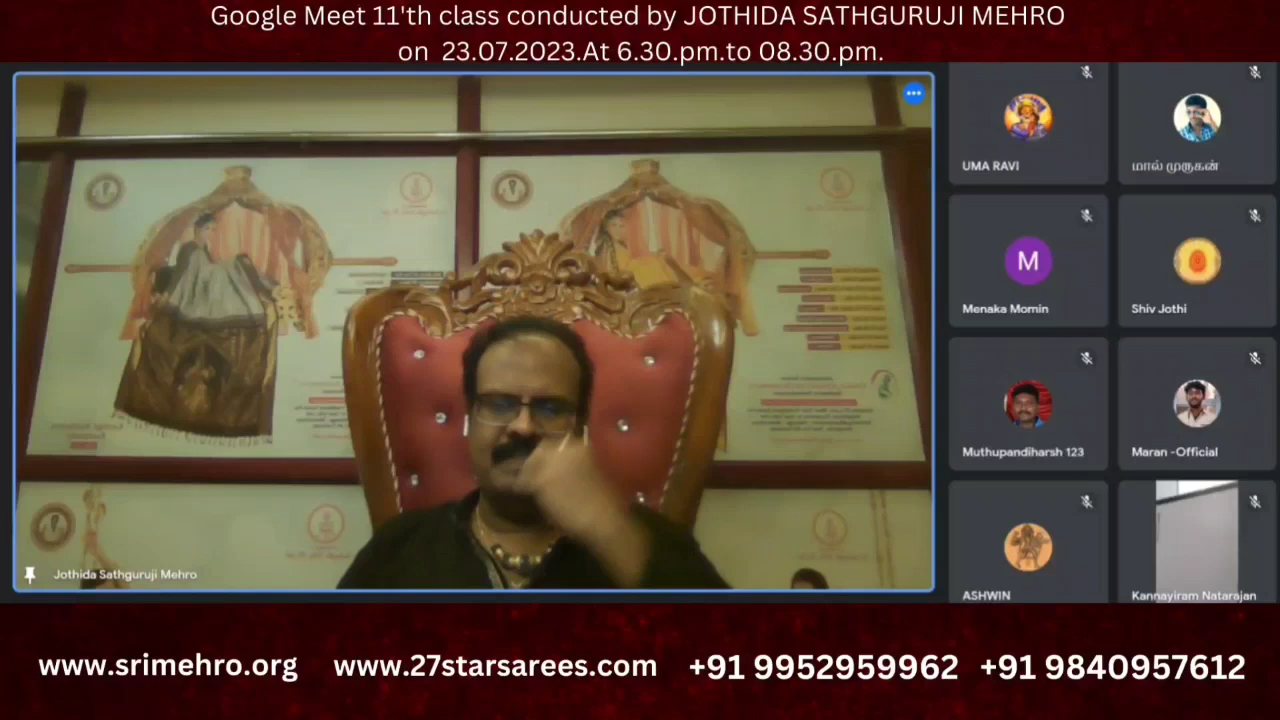 Google Meet 11'th class conducted by JOTHIDA SATHGURUJI MEHRO
on 23.07.2023.At 6.30.pm.to 08.30.pm.
UMA RAVI
மால் முருகன்
M
Menaka Momin
Shiv Jothi
Muthupandiharsh 123
Maran -Official
ASHWIN
Kannayiram Natarajan
Jothida Sathguruji Mehro
www.srimehro.org www.27starsarees.com +91 9952959962 +91 9840957612